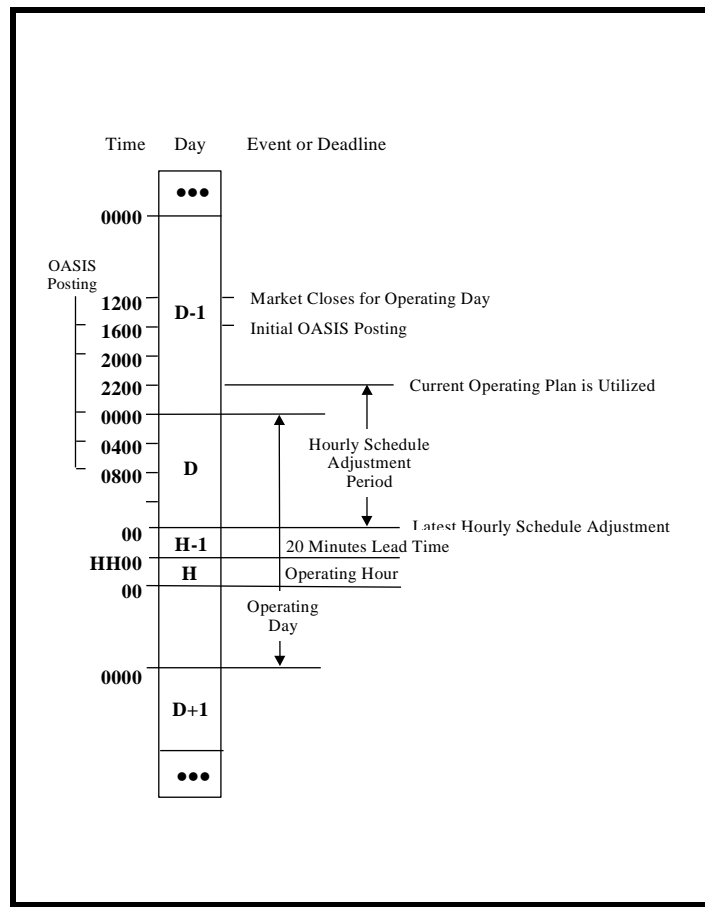 Time Day Event or Deadline
•••
0000
OASIS
Posting
1200 Market Closes for Operating Day
D-1
1600 Initial OASIS Posting
2000
2200 Current Operating Plan is Utilized
0000
0400 Hourly Schedule
Adjustment
D
0800 Period
00 Latest Hourly Schedule Adjustment
H-1 20 Minutes Lead Time
HH00
H Operating Hour
00
Operating
Day
0000
D+1
•••